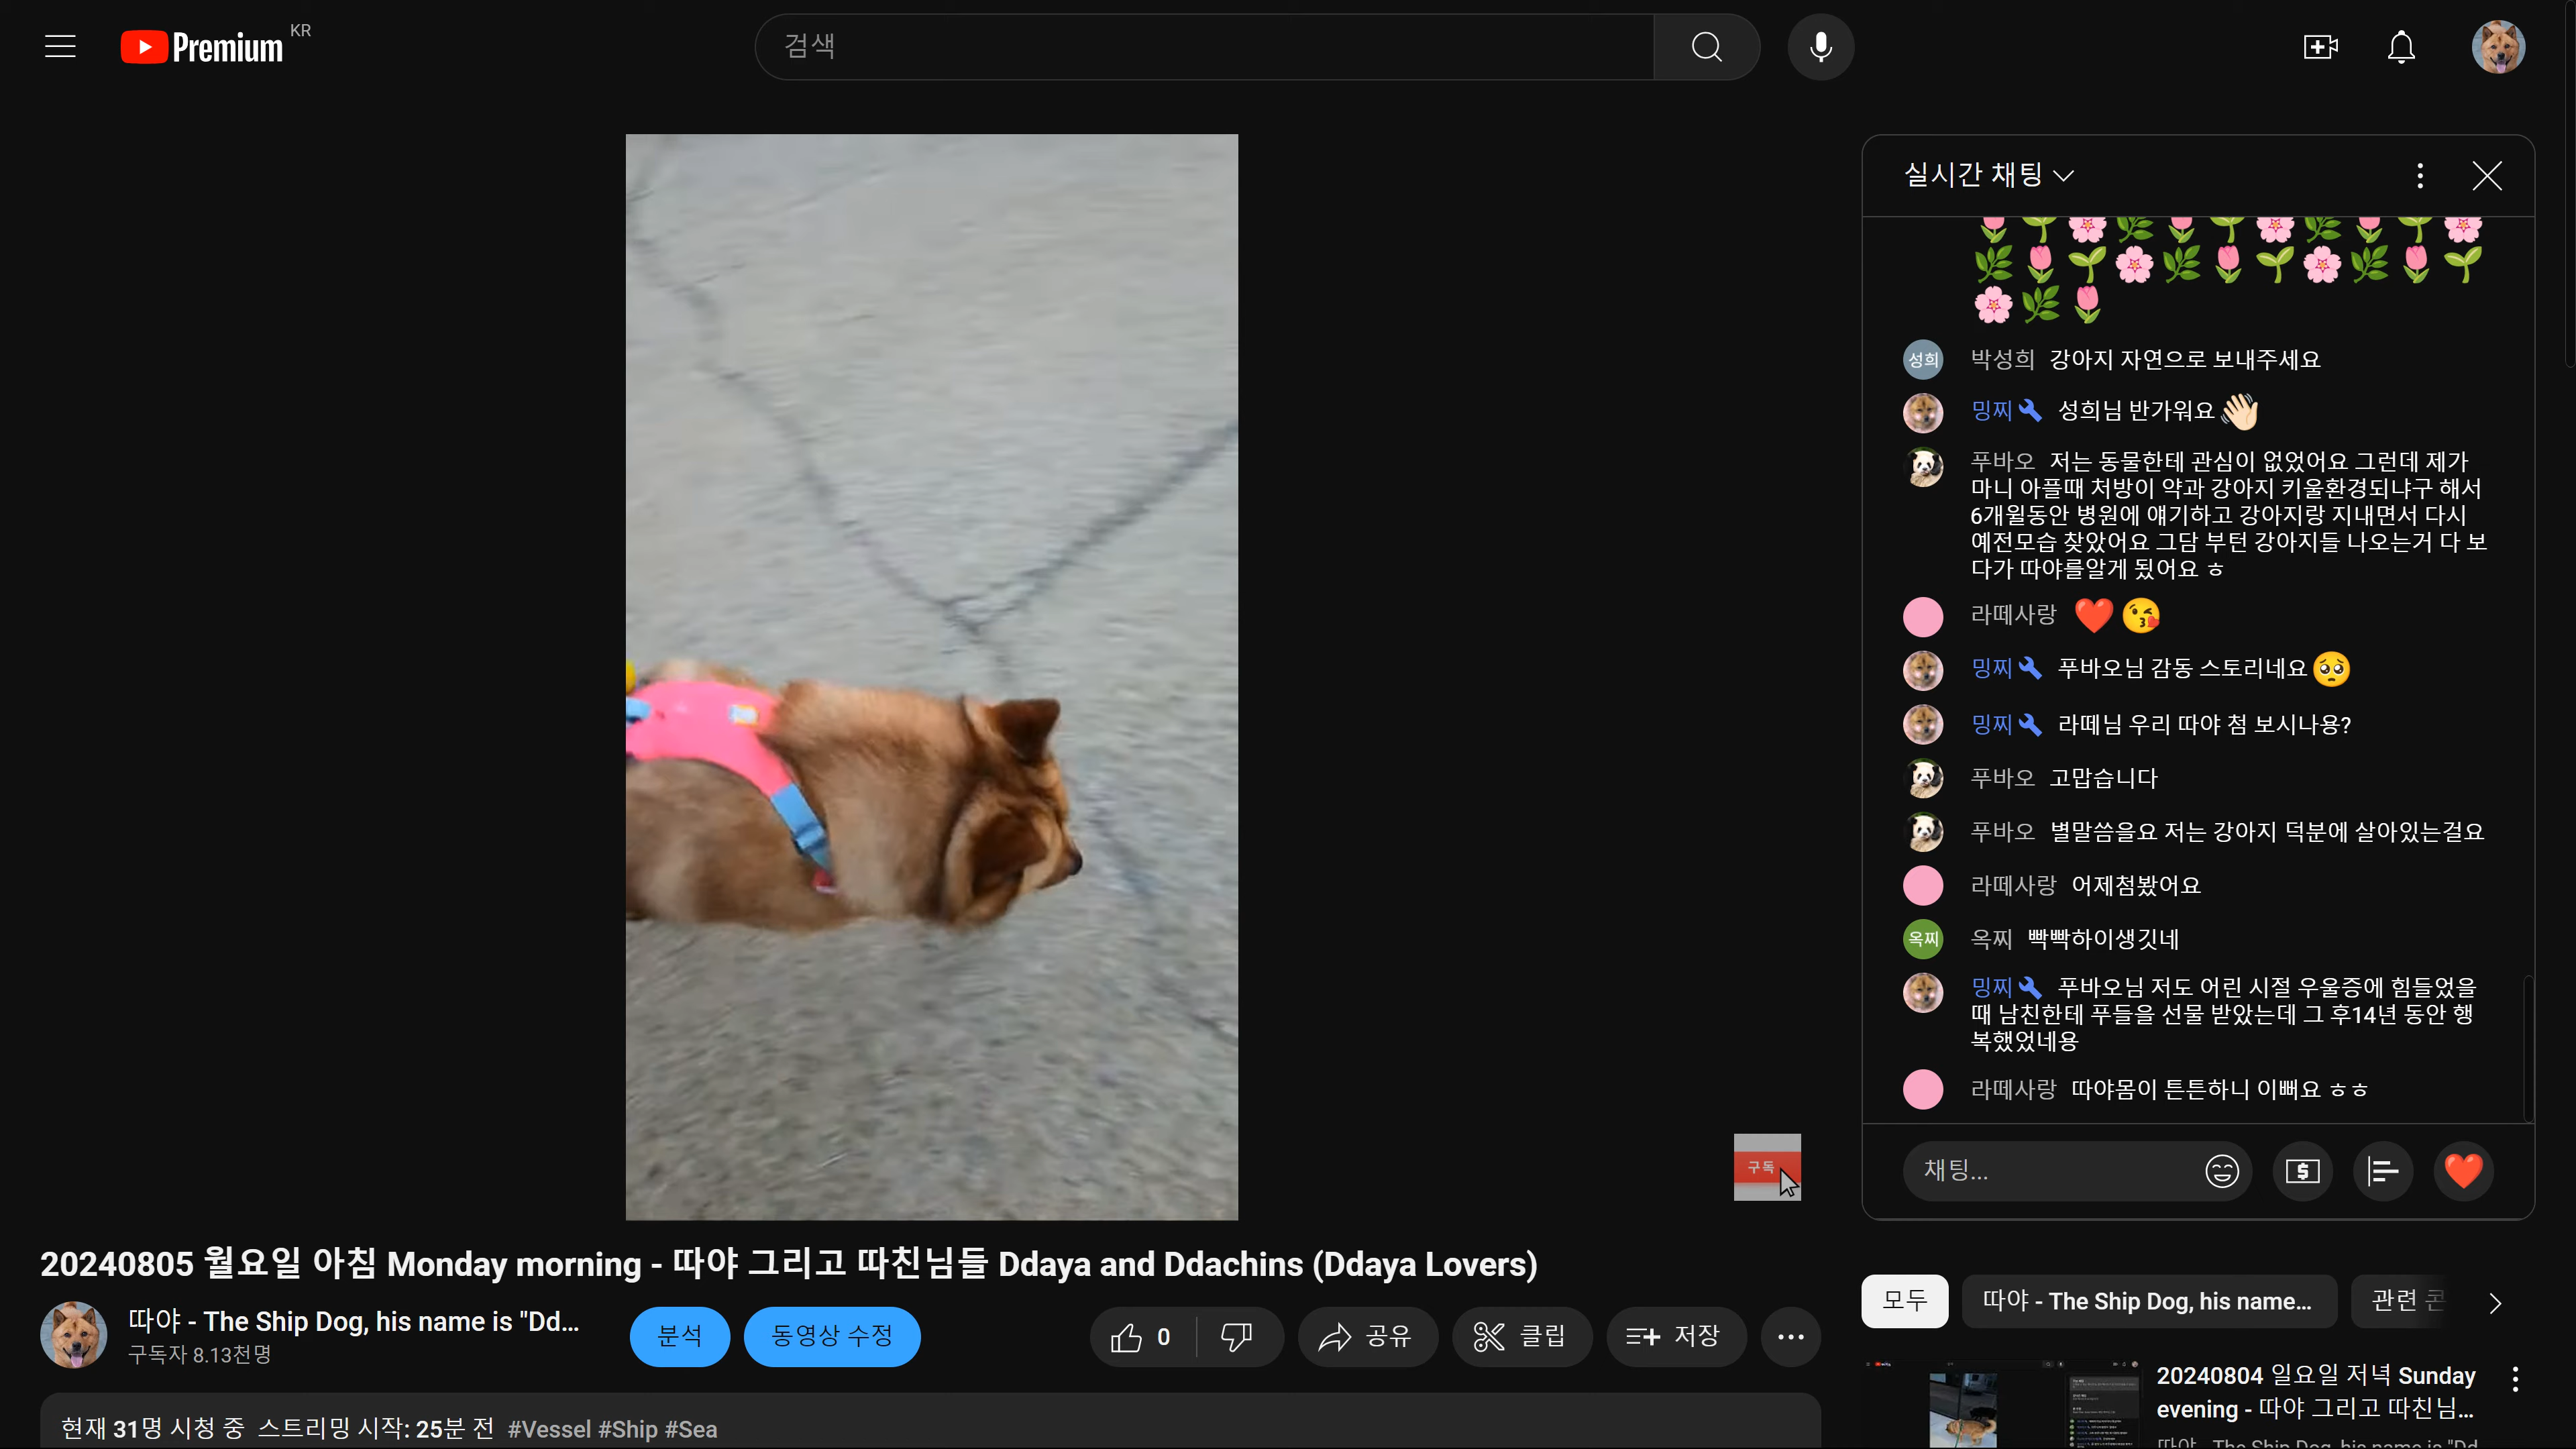 Premium KR
검색
실시간 채팅
성희 박성희 강아지 자연으로 보내주세요
밍찌 성희님 반가워요
푸바오 저는 동물한테 관심이 없었어요 그런데 제가
마니 아플때 처방이 약과 강아지 키울환경되냐구 해서
6개월동안 병원에 얘기하고 강아지랑 지내면서 다시
예전모습 찾았어요 그담 부턴 강아지들 나오는거 다 보
다가 따야를알게 됬어요 ㅎ
라떼사랑
밍찌 푸바오님 감동 스토리네요
밍찌 라떼님 우리 따야 첨 보시나용?
푸바오 고맙습니다
푸바오 별말씀을요 저는 강아지 덕분에 살아있는걸요
라떼사랑 어제첨봤어요
옥찌 옥찌 빡빡하이생깃네
밍찌 푸바오님 저도 어린 시절 우울증에 힘들었을
때 남친한테 푸들을 선물 받았는데 그 후14년 동안 행
복했었네용
라떼사랑 따야몸이 튼튼하니 이뻐요 ㅎㅎ
구독
채팅...
20240805 월요일 아침 Monday morning - 따야 그리고 따친님들 Ddaya and Ddachins (Ddaya Lovers)
따야 - The Ship Dog, his name is "Dd...
구독자 8.13천명
분석
동영상 수정
0
공유
클립
저장
현재 31명 시청 중 스트리밍 시작: 25분 전 #Vessel #Ship #Sea
모두
따야 - The Ship Dog, his name...
관련
20240804 일요일 저녁 Sunday
evening - 따야 그리고 따친님...